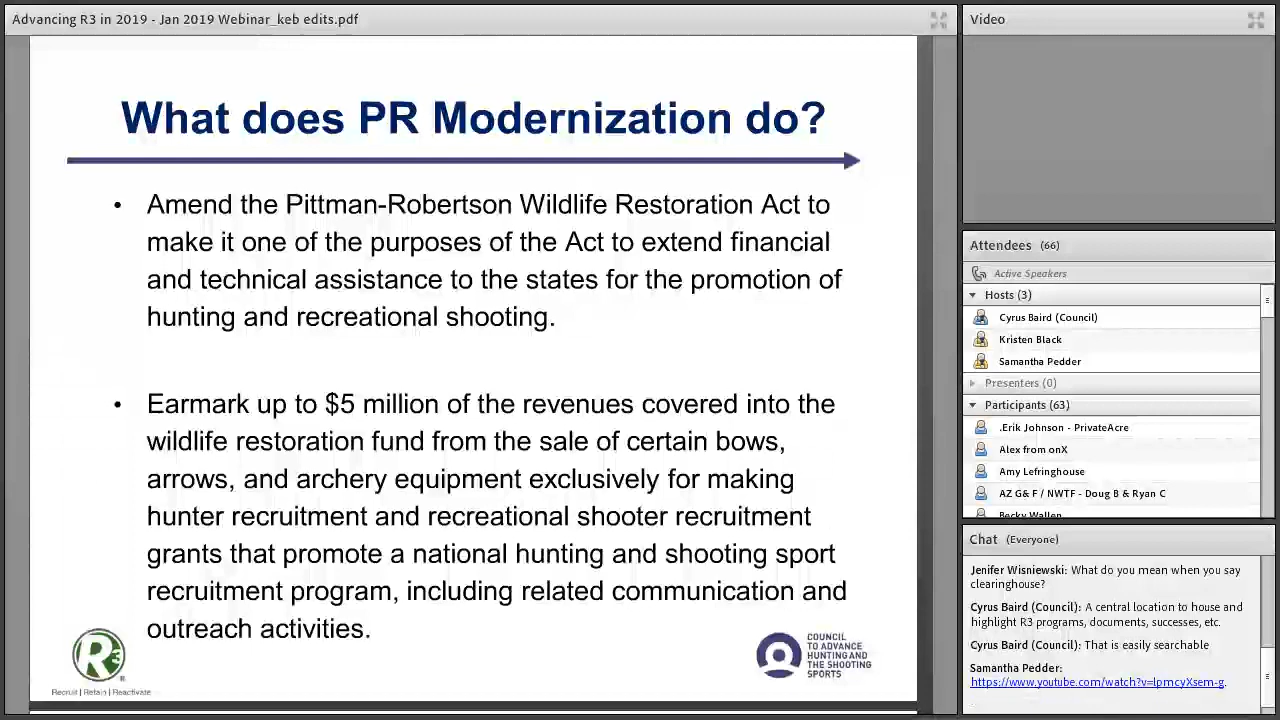 Advancing R3 in 2019 - Jan 2019 Webinar_keb edits.pdf
What does PR Modernization do?
• Amend the Pittman-Robertson Wildlife Restoration Act to
make it one of the purposes of the Act to extend financial
and technical assistance to the states for the promotion of
hunting and recreational shooting.
• Earmark up to $5 million of the revenues covered into the
wildlife restoration fund from the sale of certain bows,
arrows, and archery equipment exclusively for making
hunter recruitment and recreational shooter recruitment
grants that promote a national hunting and shooting sport
recruitment program, including related communication and
outreach activities.
R3
®
Recruit | Retain | Reactivate
COUNCIL
TO ADVANCE
HUNTING AND
THE SHOOTING
SPORTS
Video
Attendees (66)
Active Speakers
Hosts (3)
Cyrus Baird (Council)
Kristen Black
Samantha Pedder
Presenters (0)
Participants (63)
.Erik Johnson - PrivateAcre
Alex from onX
Amy Lefringhouse
AZ G& F / NWTF - Doug B & Ryan C
Becky Wallen
Chat (Everyone)
Jenifer Wisniewski: What do you mean when you say
clearinghouse?
Cyrus Baird (Council): A central location to house and
highlight R3 programs, documents, successes, etc.
Cyrus Baird (Council): That is easily searchable
Samantha Pedder:
https://www.youtube.com/watch?v=lpmcyXsem-g.